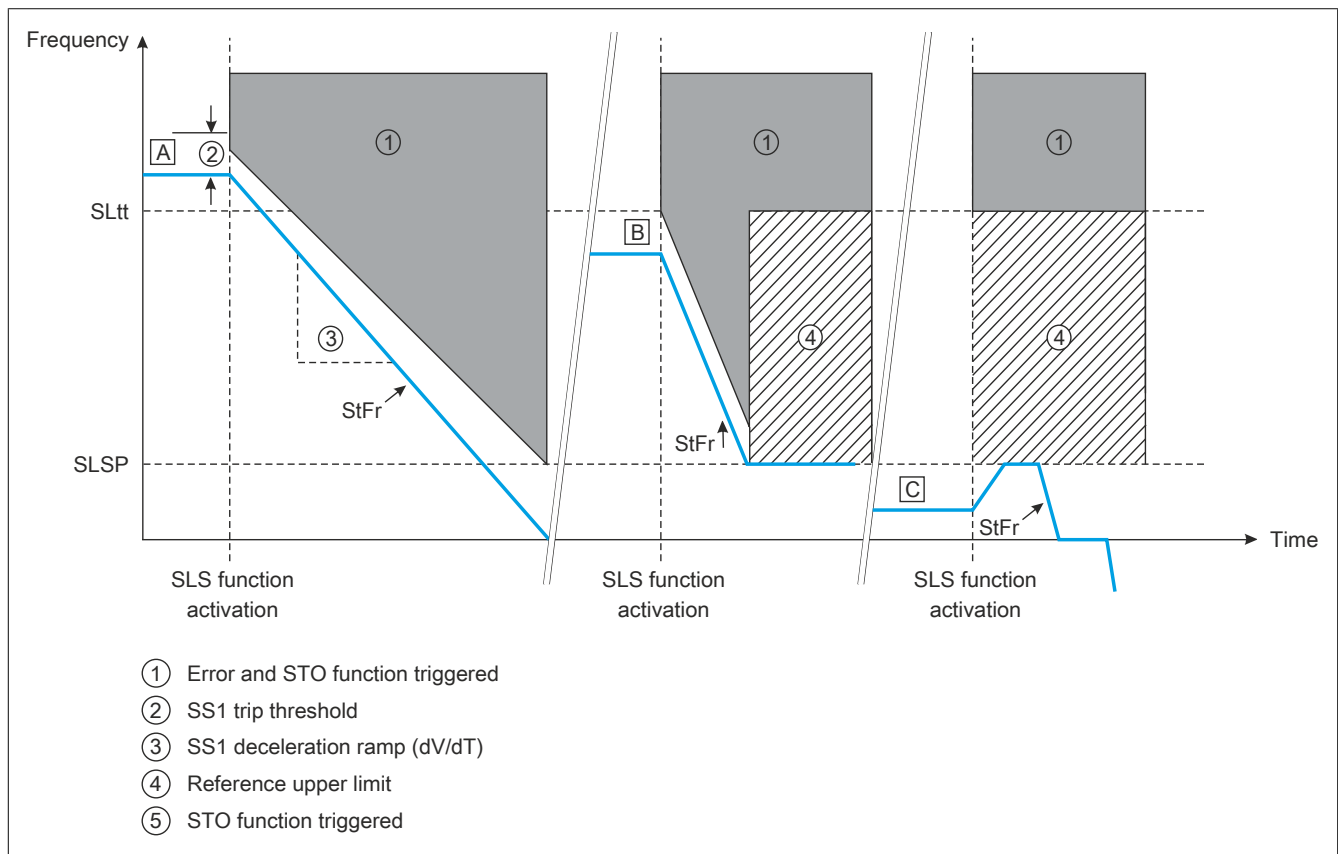 Frequency
1
1
1
A
2
SLtt
B
3
4
4
StFr
StFr
SLSP
C
StFr
Time
SLS function
activation
SLS function
activation
SLS function
activation
1 Error and STO function triggered
2 SS1 trip threshold
3 SS1 deceleration ramp (dV/dT)
4 Reference upper limit
5 STO function triggered